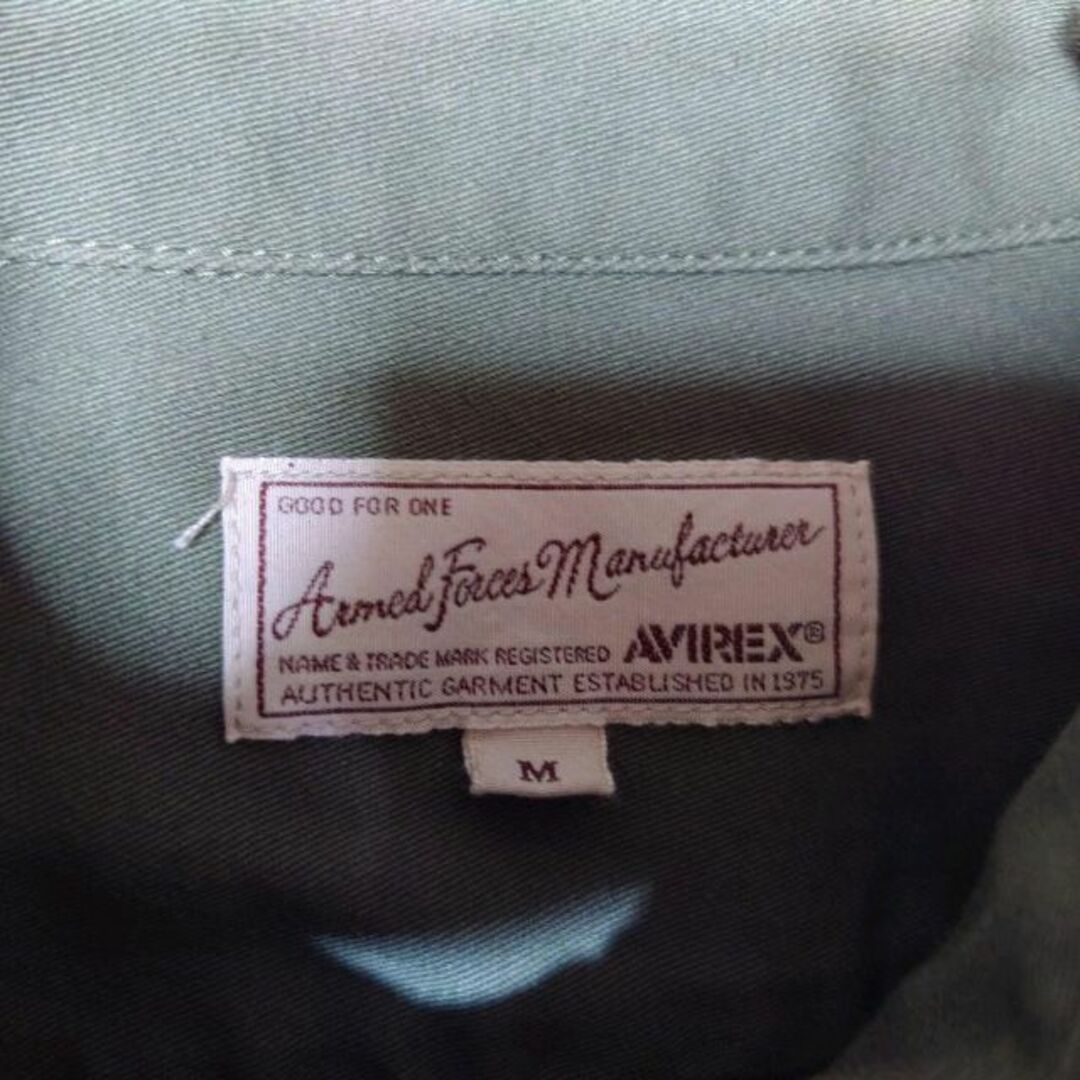 GOOD FOR ONE
Armed Forces Manufacturer
NAME & TRADE MARK REGISTERED AVIREX®
AUTHENTIC GARMENT ESTABLISHED IN 1975
M